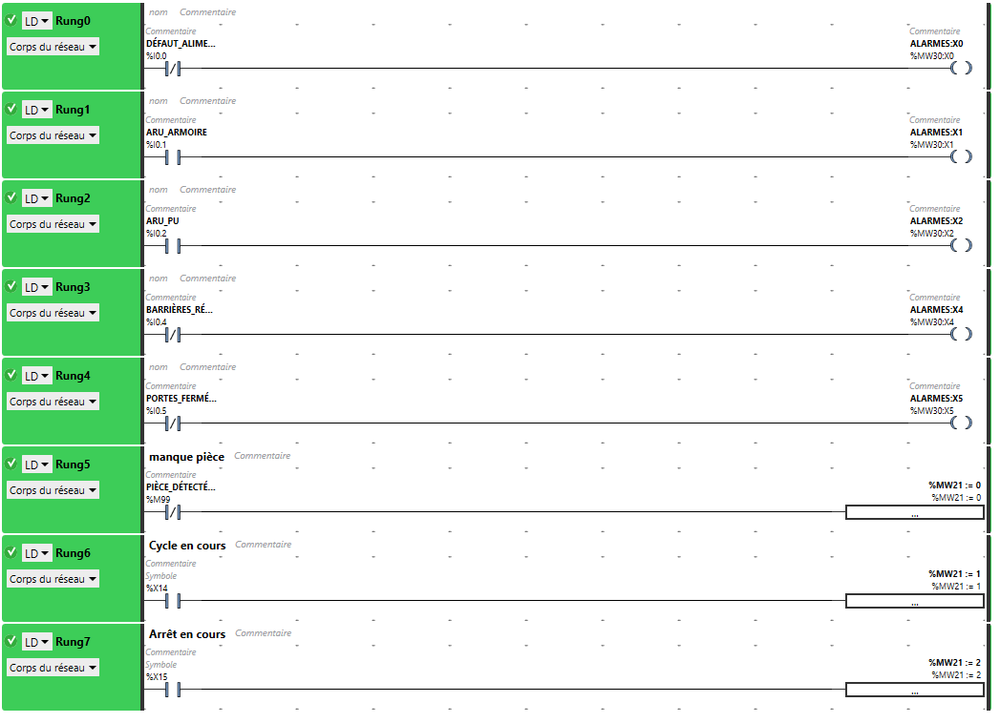 nom Commentaire
LD Rung0
Commentaire Commentaire
DÉFAUT_ALIME... ALARMES:X0
Corps du réseau
%I0.0 %MW30:X0
nom Commentaire
LD Rung1
Commentaire Commentaire
ARU_ARMOIRE ALARMES:X1
Corps du réseau
%I0.1 %MW30:X1
nom Commentaire
LD Rung2
Commentaire Commentaire
ARU_PU ALARMES:X2
Corps du réseau
%I0.2 %MW30:X2
nom Commentaire
LD Rung3
Commentaire Commentaire
BARRIÈRES_RÉ... ALARMES:X4
Corps du réseau
%I0.4 %MW30:X4
nom Commentaire
LD Rung4
Commentaire Commentaire
PORTES_FERMÉ... ALARMES:X5
Corps du réseau
%I0.5 %MW30:X5
manque pièce Commentaire
LD Rung5
Commentaire
PIÈCE_DÉTECTÉ... %MW21 := 0
Corps du réseau
%M99 %MW21 := 0
...
Cycle en cours Commentaire
LD Rung6
Commentaire
Symbole %MW21 := 1
Corps du réseau
%X14 %MW21 := 1
...
Arrêt en cours Commentaire
LD Rung7
Commentaire
Symbole %MW21 := 2
Corps du réseau
%X15 %MW21 := 2
...